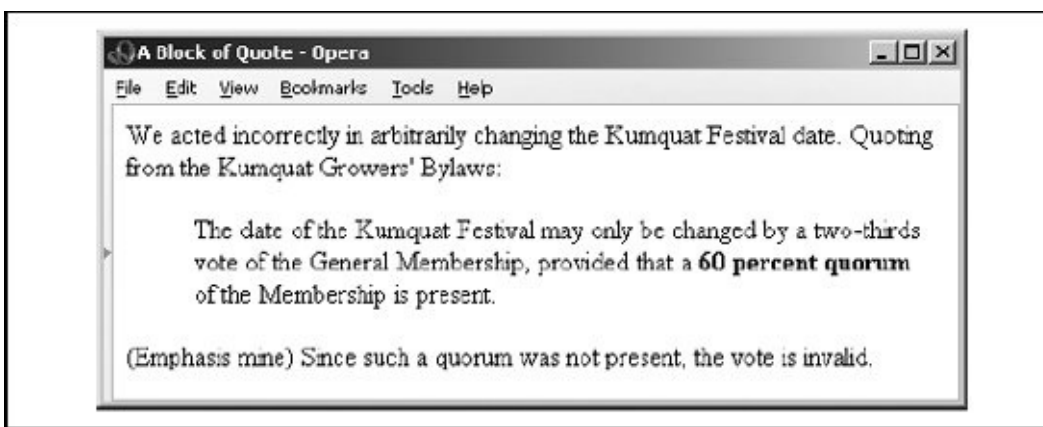 A Block of Quote - Opera
File Edit View Bookmarks Tools Help
We acted incorrectly in arbitrarily changing the Kumquat Festival date. Quoting
from the Kumquat Growers' Bylaws:
The date of the Kumquat Festival may only be changed by a two-thirds
vote of the General Membership, provided that a 60 percent quorum
of the Membership is present.
(Emphasis mine) Since such a quorum was not present, the vote is invalid.